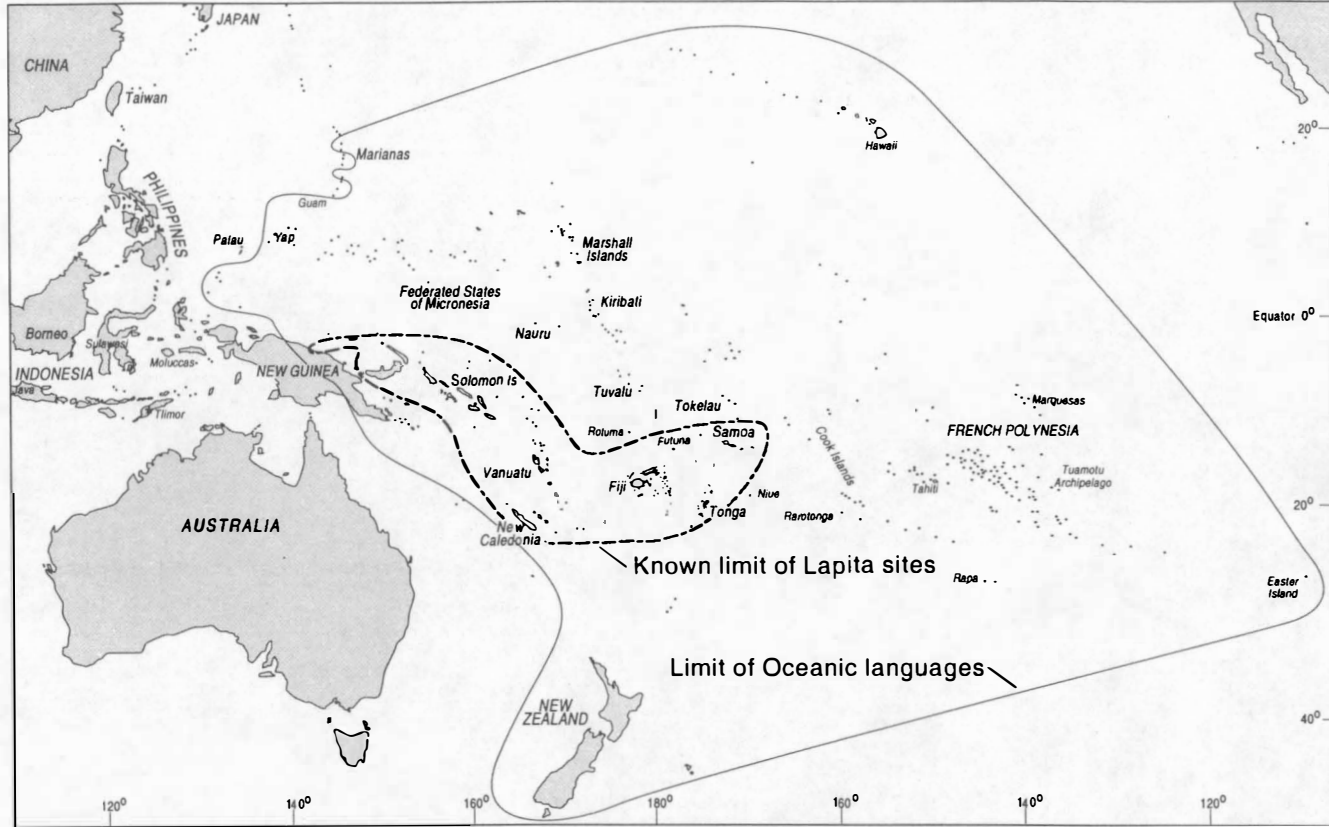 JAPAN
CHINA
Taiwan
20°
Hawaii
Marianas
PHILIPPINES
Guam
Palau
Yap
Marshall
Islands
Federated States
of Micronesia
Kiribati
Equator 0°
Nauru
Borneo
Sulawesi
Moluccas
INDONESIA
NEW GUINEA
Java
Solomon Is
Timor
Tuvalu
Tokelau
Marquesas
Rotuma
Futuna
Samoa
FRENCH POLYNESIA
Cook Islands
Vanuatu
Fiji
Tahiti
Tuamotu
Archipelago
Niue
Tonga
Rarotonga
20°
AUSTRALIA
New
Caledonia
Known limit of Lapita sites
Rapa
Easter
Island
Limit of Oceanic languages
NEW
ZEALAND
40°
120°
140°
160°
180°
160°
140°
120°